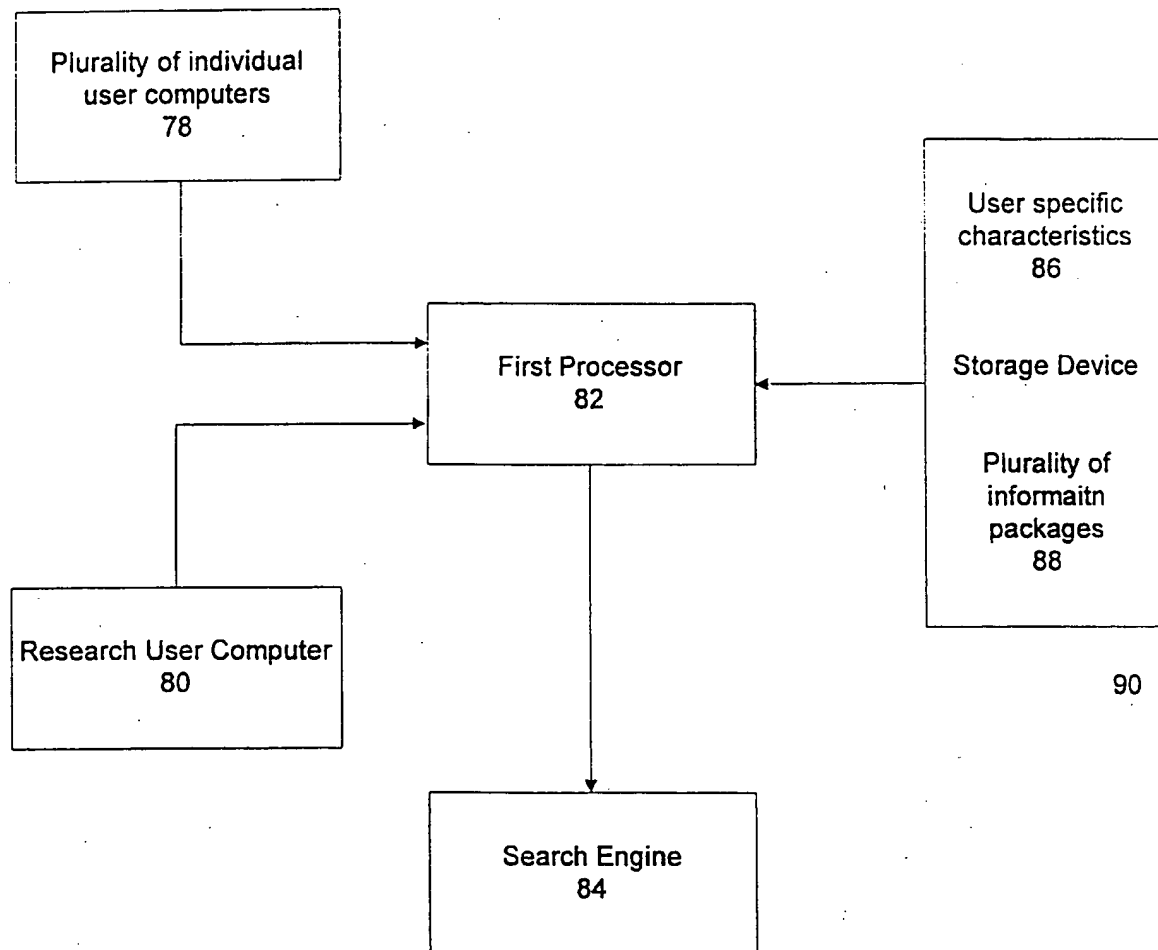 Plurality of individual
user computers
78
User specific
characteristics
86
First Processor
82
Storage Device
Plurality of
informaitn
packages
88
Research User Computer
80
90
Search Engine
84